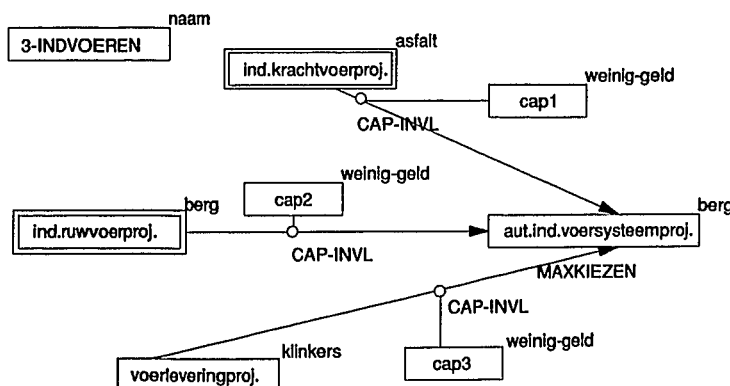 naam
3-INDVOEREN
asfalt
ind.krachtvoerproj.
weinig-geld
cap1
CAP-INVL
weinig-geld
cap2
berg
ind.ruwvoerproj.
CAP-INVL
berg
aut.ind.voersysteemproj.
MAXKIEZEN
CAP-INVL
klinkers
voerleveringproj.
weinig-geld
cap3